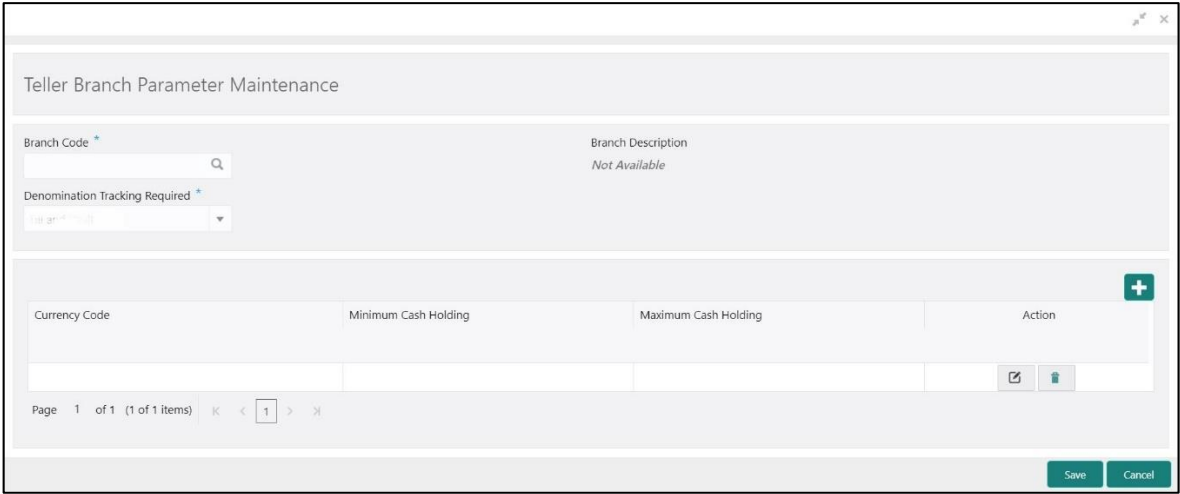 Teller Branch Parameter Maintenance
Branch Code *
Branch Description
Not Available
Denomination Tracking Required *
Currency Code Minimum Cash Holding Maximum Cash Holding Action
Page 1 of 1 (1 of 1 items) K < 1 > X
Save Cancel